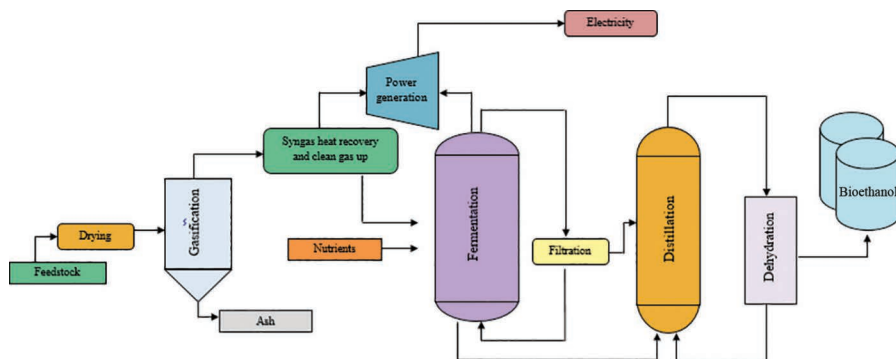 Electricity
Power
generation
Syngas heat recovery
and clean gas up
Gasification
s
Drying
Feedstock
Ash
Nutrients
Fermentation
Filtration
Distillation
Dehydration
Bioethanol